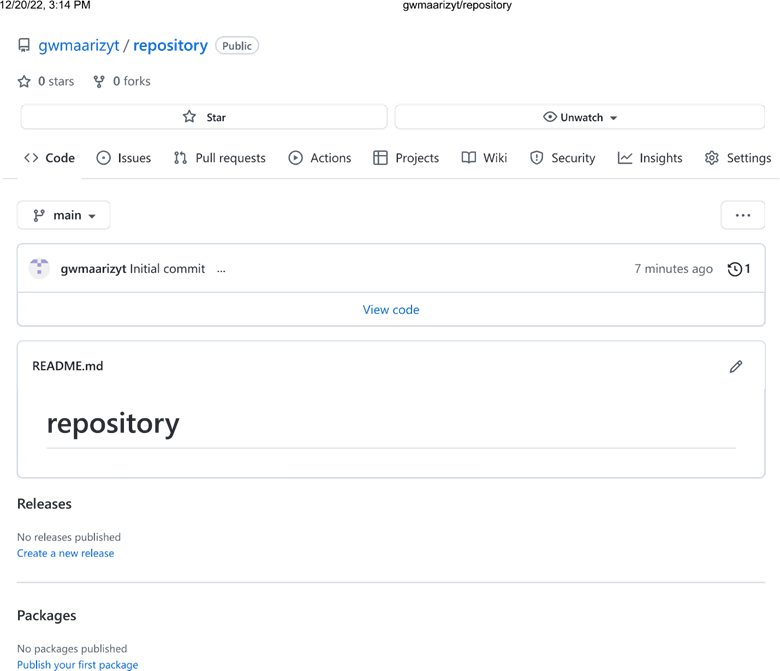 12/20/22, 3:14 PM gwmaarizyt/repository
gwmaarizyt / repository Public
0 stars 0 forks
Star Unwatch
Code Issues Pull requests Actions Projects Wiki Security Insights Settings
main ...
gwmaarizyt Initial commit ... 7 minutes ago 1
View code
README.md
repository
Releases
No releases published
Create a new release
Packages
No packages published
Publish your first package